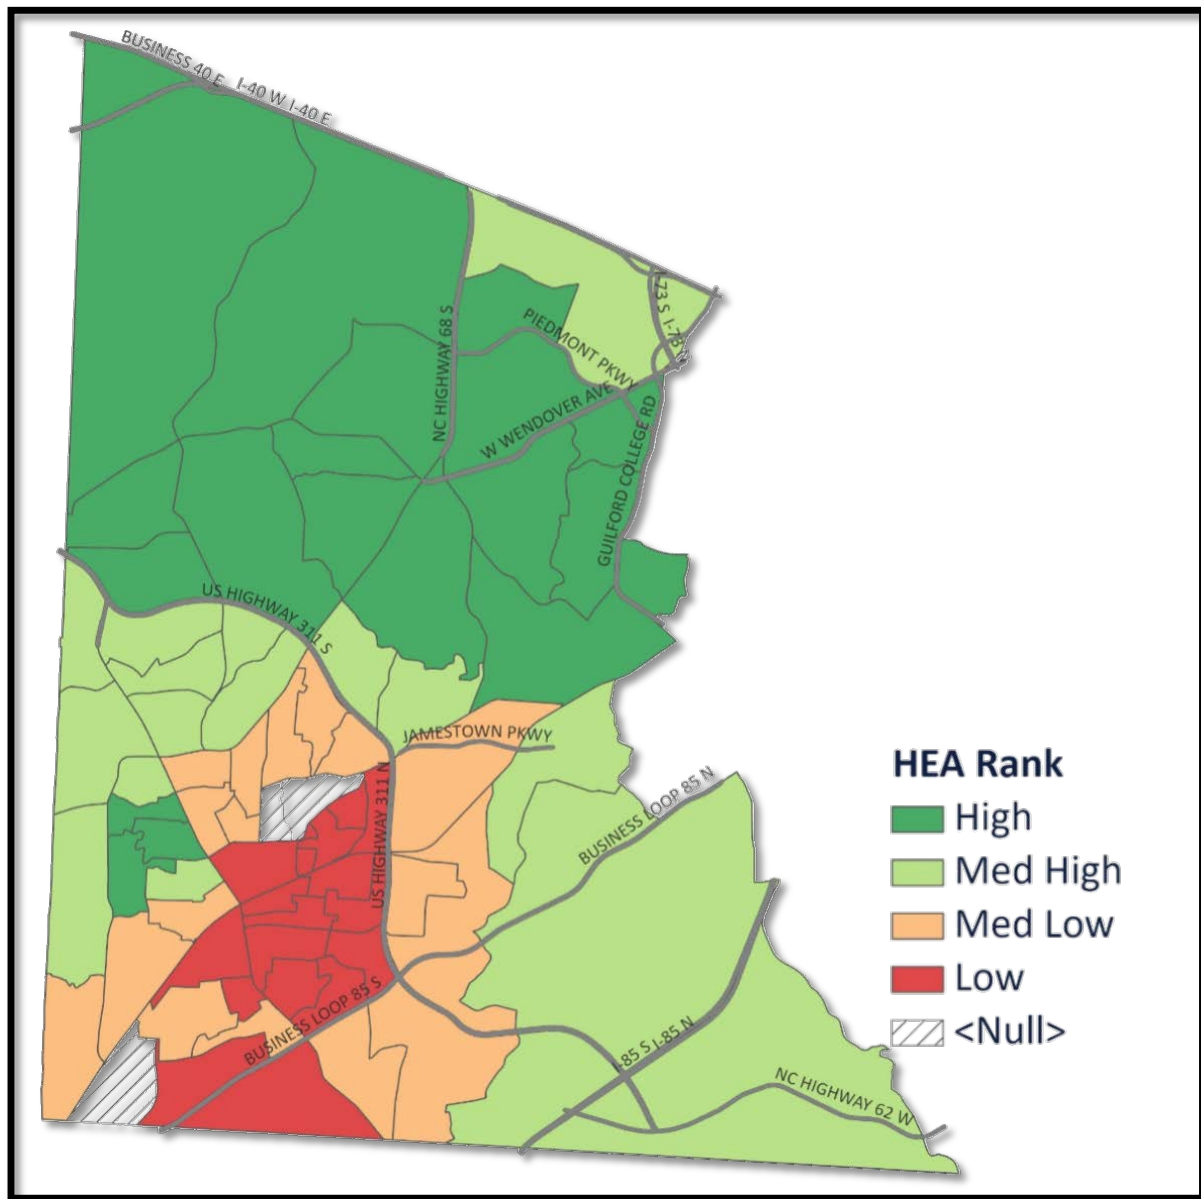 BUSINESS 40 E
I-40 W I-40 E
I-73 S I-73 N
PIEDMONT PKWY
NC HIGHWAY 68 S
W WENDOVER AVE
GUILFORD COLLEGE RD
US HIGHWAY 311 S
JAMESTOWN PKWY
US HIGHWAY 311 N
BUSINESS LOOP 85 N
BUSINESS LOOP 85 S
I-85 S I-85 N
NC HIGHWAY 62 W
HEA Rank
High
Med High
Med Low
Low
<Null>